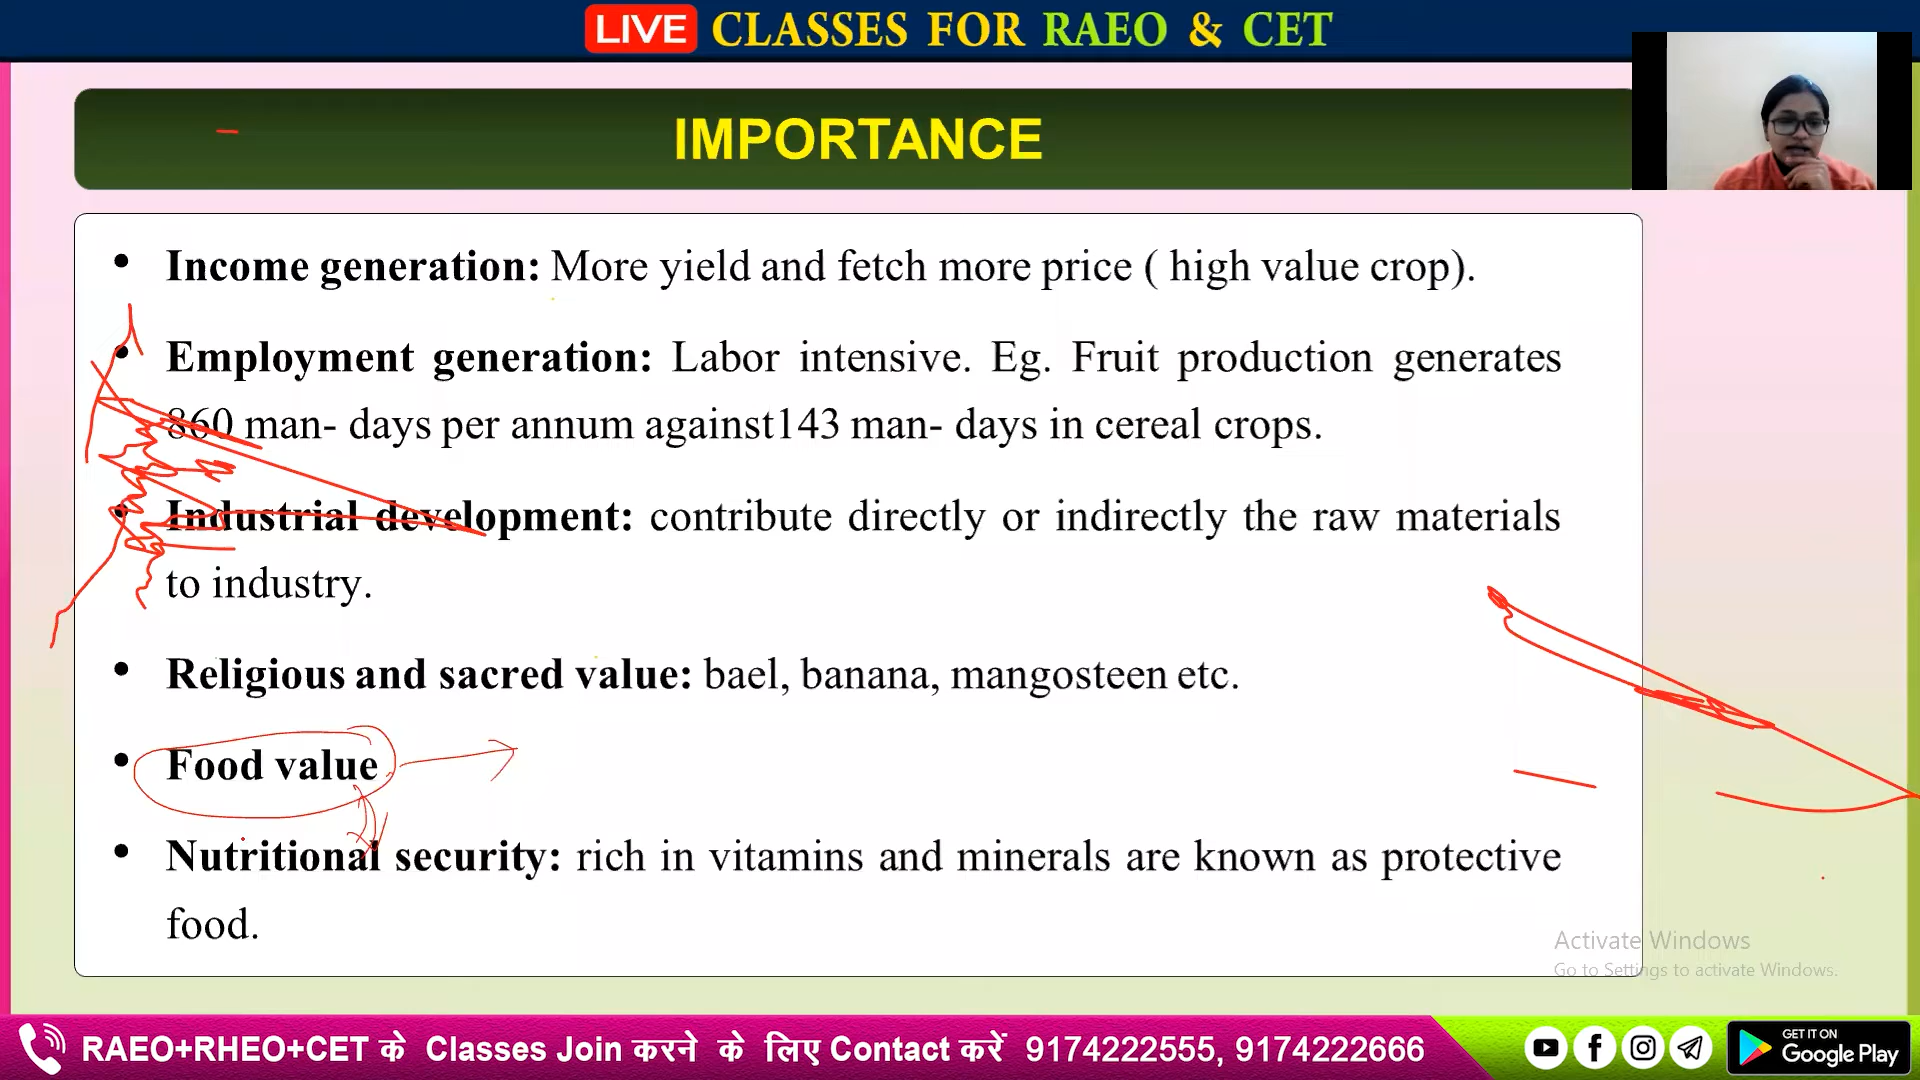 LIVE CLASSES FOR RAEO & CET
IMPORTANCE
• Income generation: More yield and fetch more price ( high value crop).
• Employment generation: Labor intensive. Eg. Fruit production generates
860 man- days per annum against143 man- days in cereal crops.
• Industrial development: contribute directly or indirectly the raw materials
to industry.
• Religious and sacred value: bael, banana, mangosteen etc.
• Food value
• Nutritional security: rich in vitamins and minerals are known as protective
food.
Activate Windows
Go to Settings to activate Windows.
RAEO+RHEO+CET के Classes Join करने के लिए Contact करें 9174222555, 9174222666
GET IT ON
Google Play